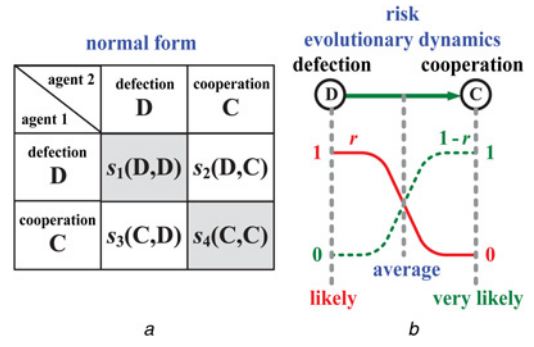 normal form
agent 2
agent 1
defection
D
cooperation
C
defection
D
s1(D,D)
s2(D,C)
cooperation
C
s3(C,D)
s4(C,C)
a
risk
evolutionary dynamics
defection
cooperation
D
C
r
1-r
1
1
0
0
average
likely
very likely
b